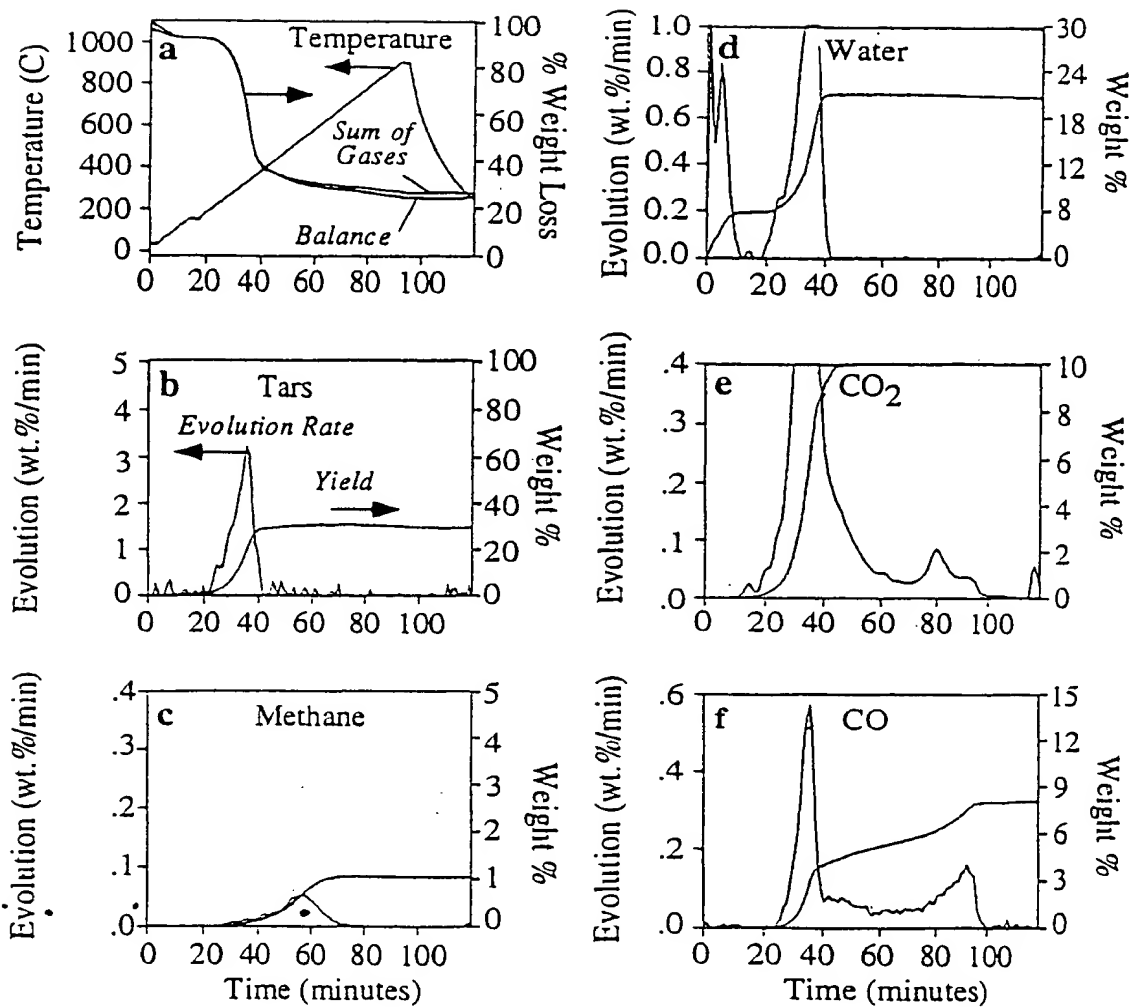 a
Temperature
Sum of
Gases
Balance
Temperature (C)
1000
800
600
400
200
0
% Weight Loss
100
80
60
40
20
0
0 20 40 60 80 100
b
Tars
Evolution Rate
Yield
Evolution (wt.%/min)
5
4
3
2
1
0
Weight %
100
80
60
40
20
0
0 20 40 60 80 100
c
Methane
Evolution (wt.%/min)
.4
.3
.2
.1
.0
Weight %
5
4
3
2
1
0
0 20 40 60 80 100
Time (minutes)
d
Water
Evolution (wt.%/min)
1.0
0.8
0.6
0.4
0.2
0.0
Weight %
30
24
18
12
8
0
0 20 40 60 80 100
e
CO2
Evolution (wt.%/min)
.4
.3
.2
.1
.0
Weight %
10
8
6
4
2
0
0 20 40 60 80 100
f
CO
Evolution (wt.%/min)
.6
.4
.2
.0
Weight %
15
12
9
6
3
0
0 20 40 60 80 100
Time (minutes)